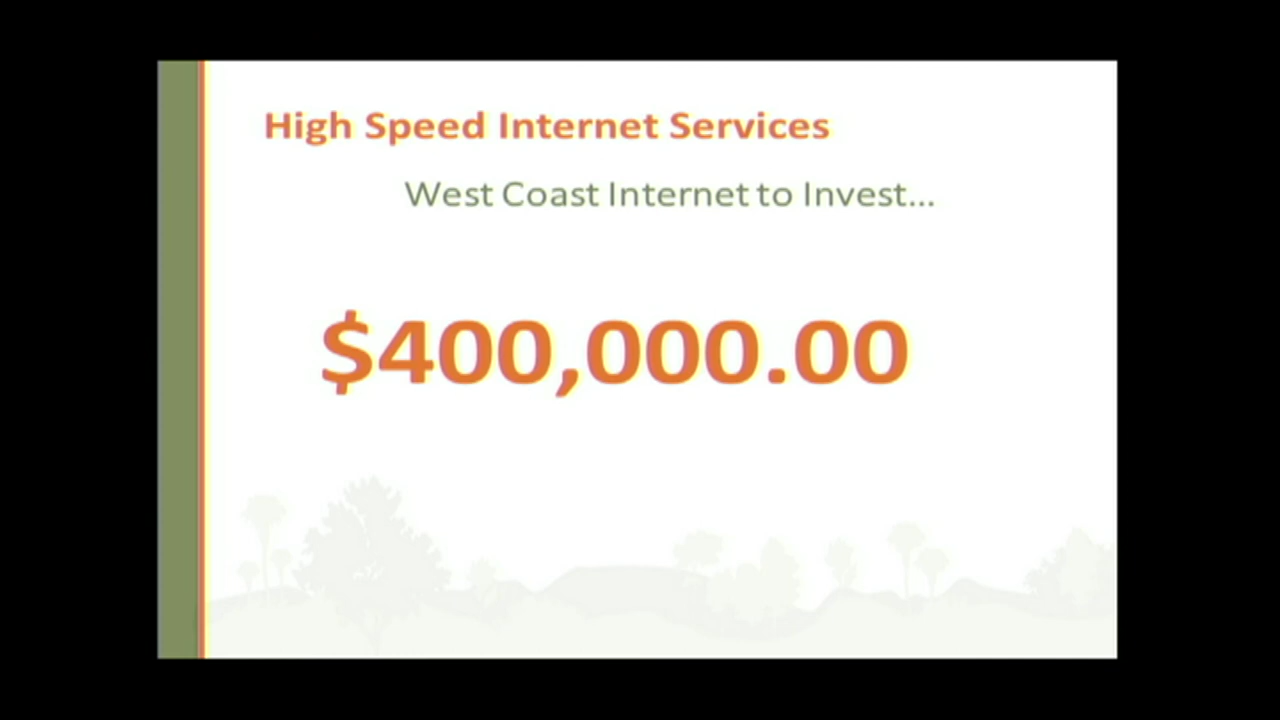 High Speed Internet Services
West Coast Internet to Invest...
$400,000.00